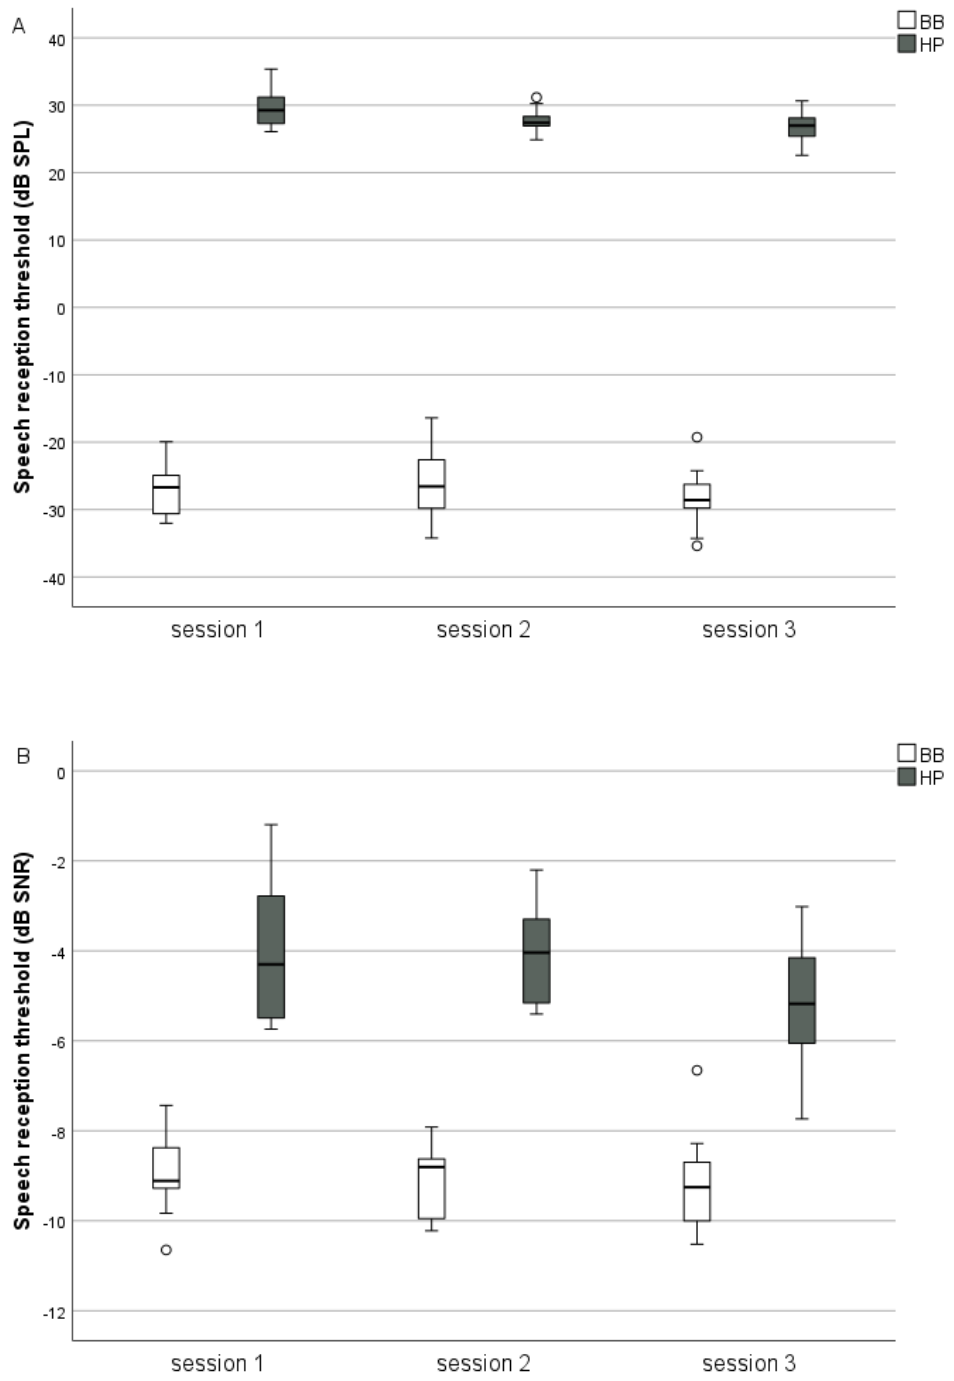 A
BB
HP
40
30
20
10
0
-10
-20
-30
-40
Speech reception threshold (dB SPL)
session 1 session 2 session 3
B
BB
HP
0
-2
-4
-6
-8
-10
-12
Speech reception threshold (dB SNR)
session 1 session 2 session 3